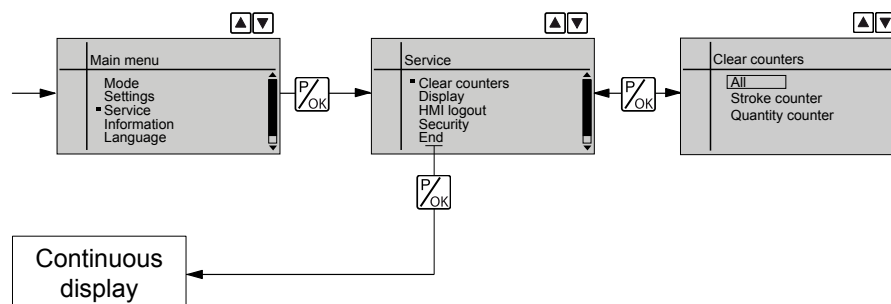 Main menu
Mode
Settings
Service
Information
Language
P/OK
Service
Clear counters
Display
HMI logout
Security
End
P/OK
Clear counters
All
Stroke counter
Quantity counter
P/OK
Continuous
display